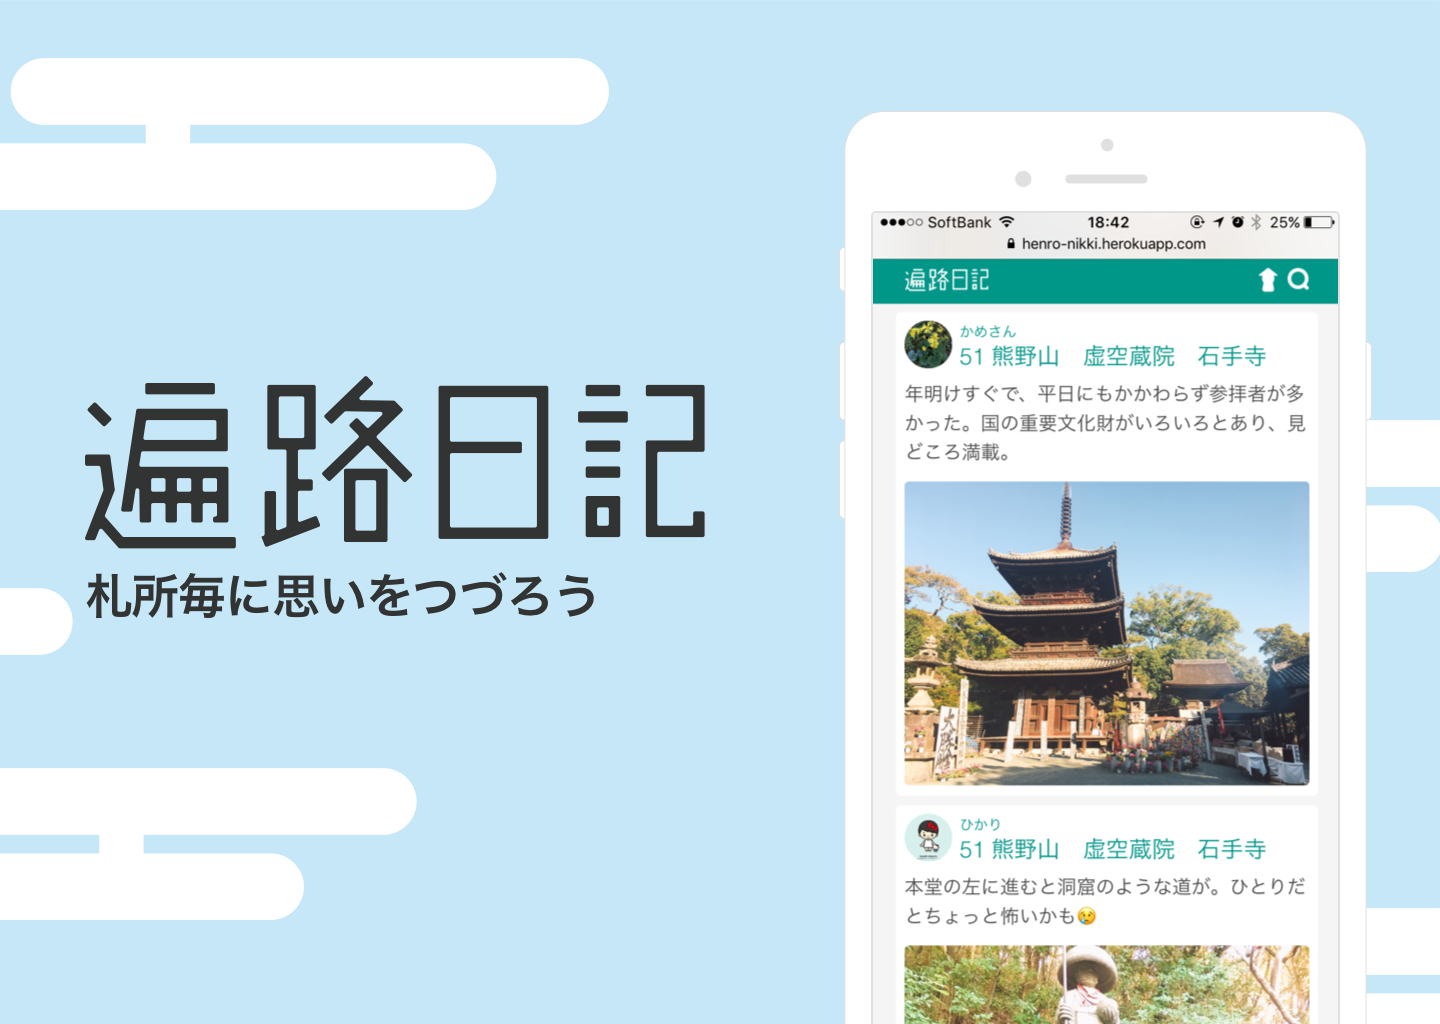 遍路日記
札所毎に思いをつづろう
SoftBank 18:42 25%
henro-nikki.herokuapp.com
遍路日記
かめさん
51 熊野山 虚空蔵院 石手寺
年明けすぐで、平日にもかかわらず参拝者が多
かった。国の重要文化財がいろいろとあり、見
どころ満載。
ひかり
51 熊野山 虚空蔵院 石手寺
本堂の左に進むと洞窟のような道が。ひとりだ
とちょっと怖いかも😢